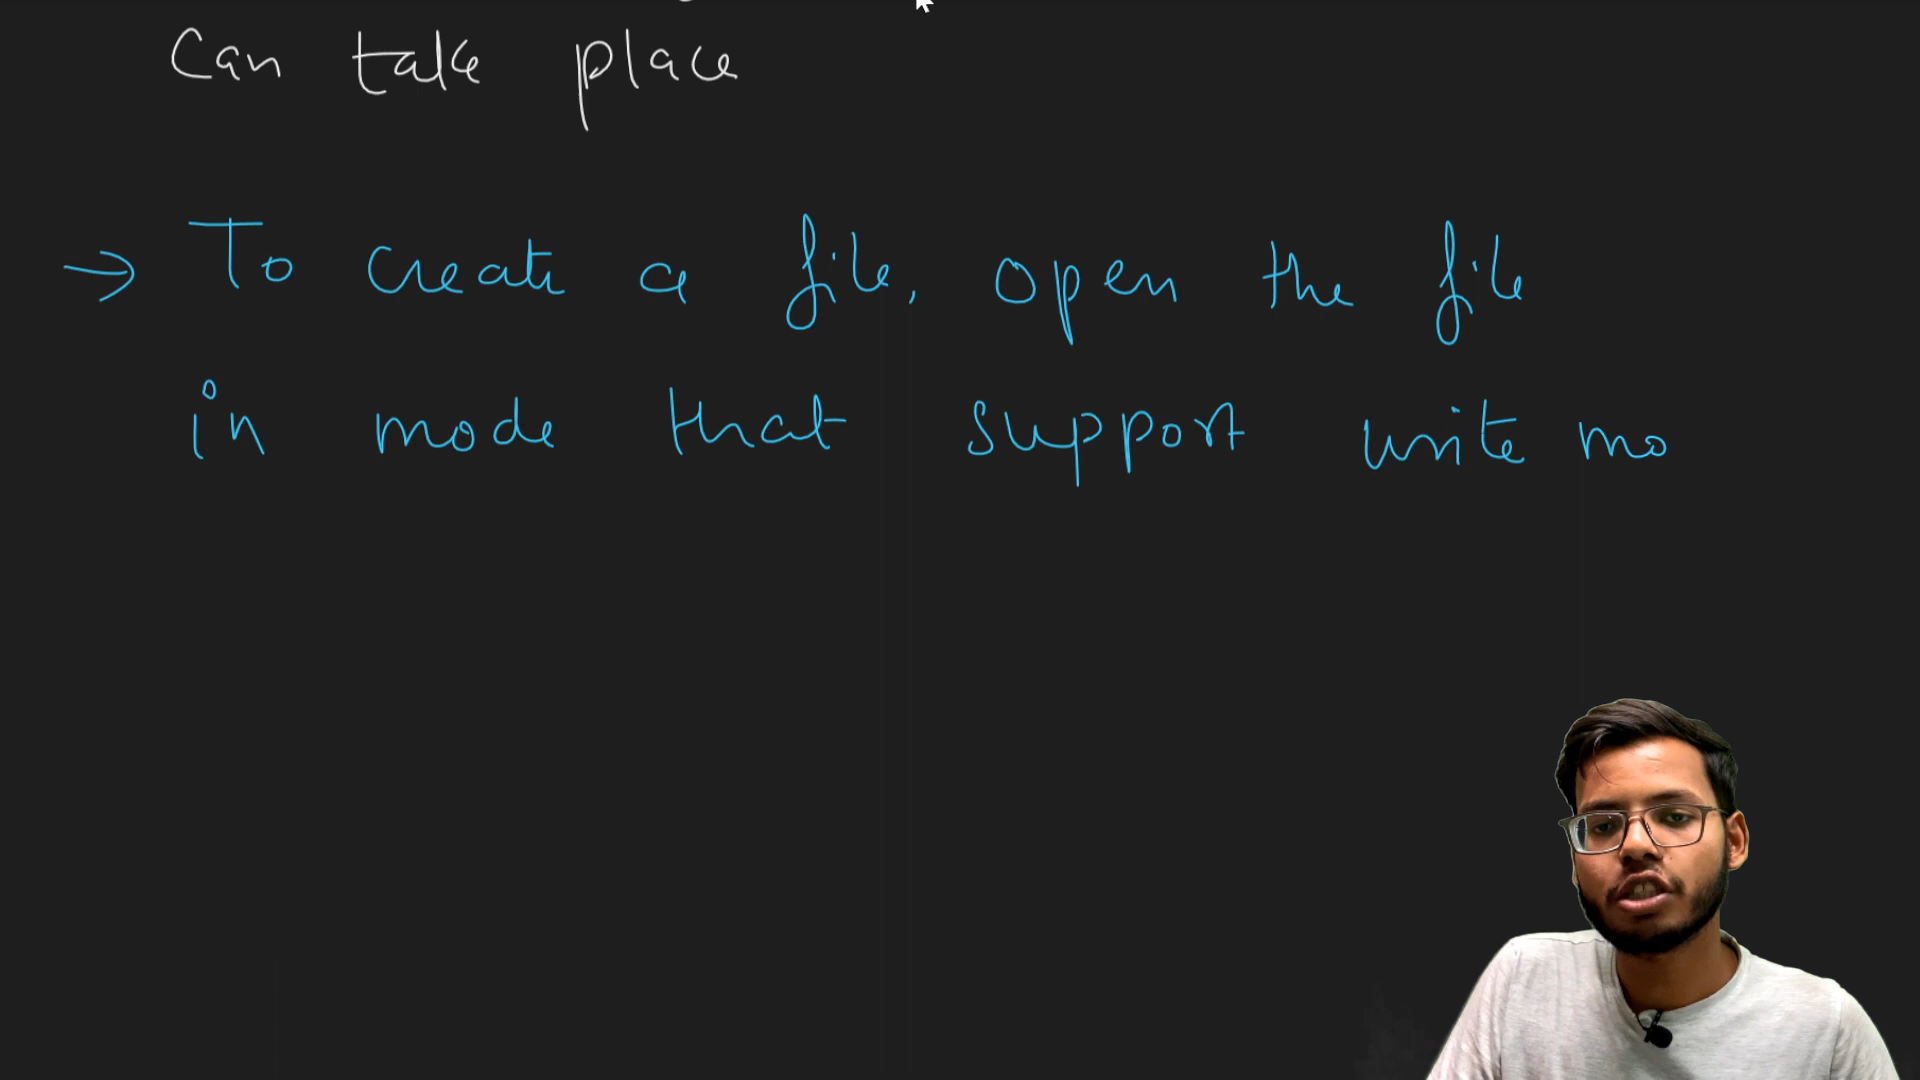 Can take place
→ To create a file, open the file
in mode that support write mo